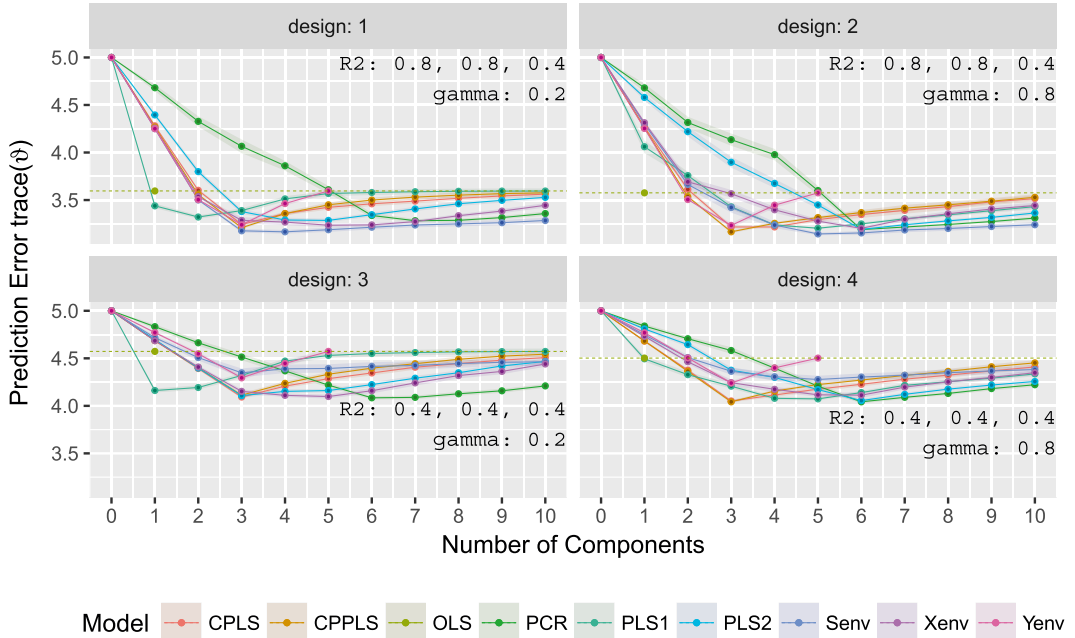 design: 1
design: 2
5.0
4.5
4.0
3.5
R2: 0.8, 0.8, 0.4
gamma: 0.2
R2: 0.8, 0.8, 0.4
gamma: 0.8
Prediction Error trace(ϑ)
design: 3
design: 4
5.0
4.5
4.0
3.5
R2: 0.4, 0.4, 0.4
gamma: 0.2
R2: 0.4, 0.4, 0.4
gamma: 0.8
0 1 2 3 4 5 6 7 8 9 10
0 1 2 3 4 5 6 7 8 9 10
Number of Components
Model CPLS CPPLS OLS PCR PLS1 PLS2 Senv Xenv Yenv